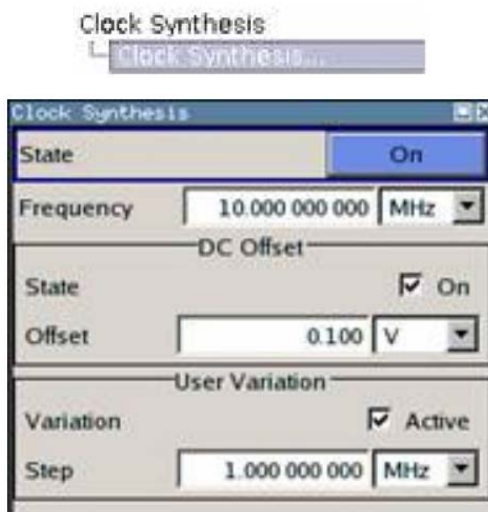 Clock Synthesis
Clock Synthesis...
Clock Synthesis
State On
Frequency 10.000 000 000 MHz
DC Offset
State On
Offset 0.100 V
User Variation
Variation Active
Step 1.000 000 000 MHz